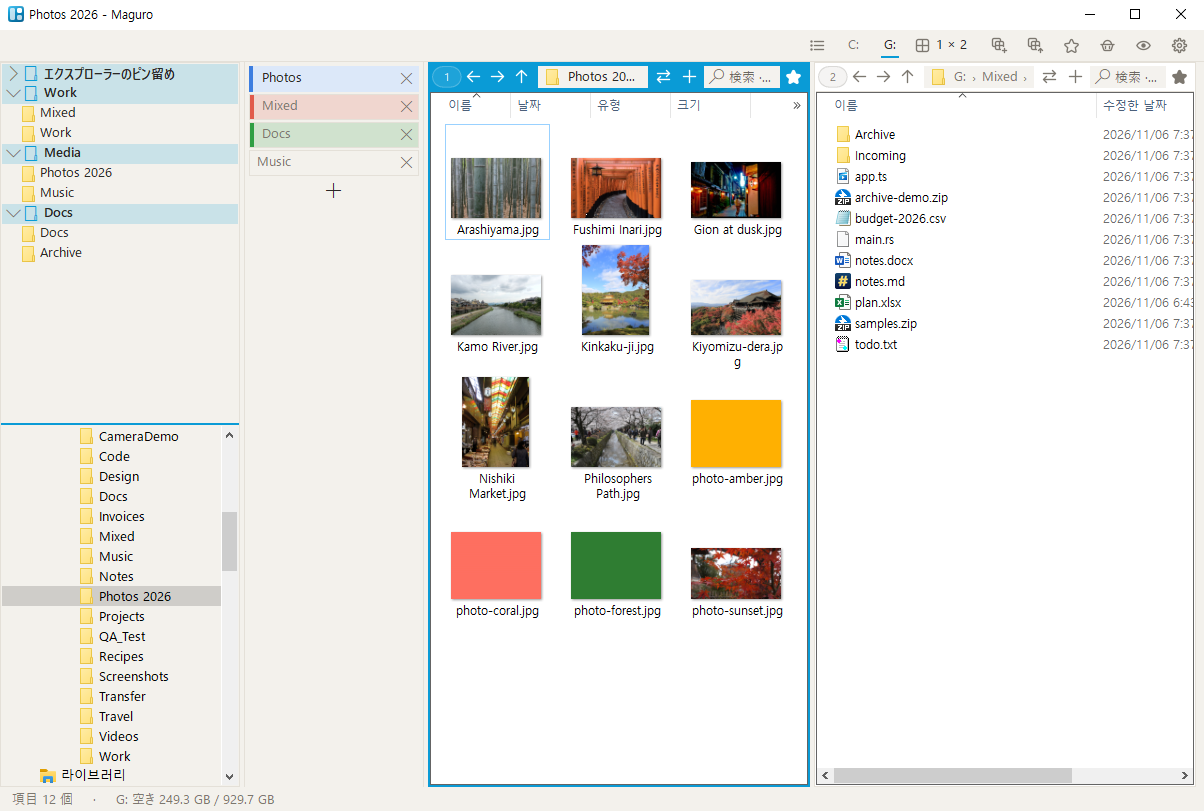 Photos 2026 - Maguro
C:
G:
1 × 2
エクスプローラーのピン留め
Work
Mixed
Work
Media
Photos 2026
Music
Docs
Docs
Archive
CameraDemo
Code
Design
Docs
Invoices
Mixed
Music
Notes
Photos 2026
Projects
QA_Test
Recipes
Screenshots
Transfer
Travel
Videos
Work
라이브러리
Photos
Mixed
Docs
Music
1
Photos 20...
検索 ·...
이름
날짜
유형
크기
»
Arashiyama.jpg
Fushimi Inari.jpg
Gion at dusk.jpg
Kamo River.jpg
Kinkaku-ji.jpg
Kiyomizu-dera.jp
g
Nishiki
Market.jpg
Philosophers
Path.jpg
photo-amber.jpg
photo-coral.jpg
photo-forest.jpg
photo-sunset.jpg
2
G: › Mixed ›
検索 ·...
이름
수정한 날짜
Archive
2026/11/06 7:37
Incoming
2026/11/06 7:37
app.ts
2026/11/06 7:37
archive-demo.zip
2026/11/06 7:37
budget-2026.csv
2026/11/06 7:37
main.rs
2026/11/06 7:37
notes.docx
2026/11/06 7:37
notes.md
2026/11/06 7:37
plan.xlsx
2026/11/06 6:43
samples.zip
2026/11/06 7:37
todo.txt
2026/11/06 7:37
項目 12 個 · G: 空き 249.3 GB / 929.7 GB